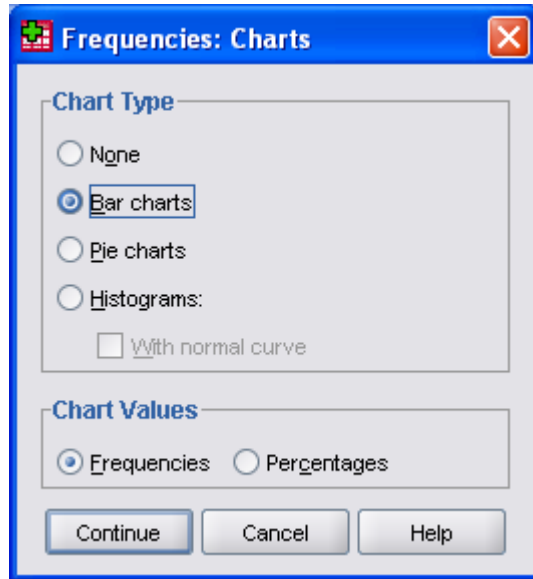 Frequencies: Charts
Chart Type
None
Bar charts
Pie charts
Histograms:
With normal curve
Chart Values
Frequencies Percentages
Continue Cancel Help